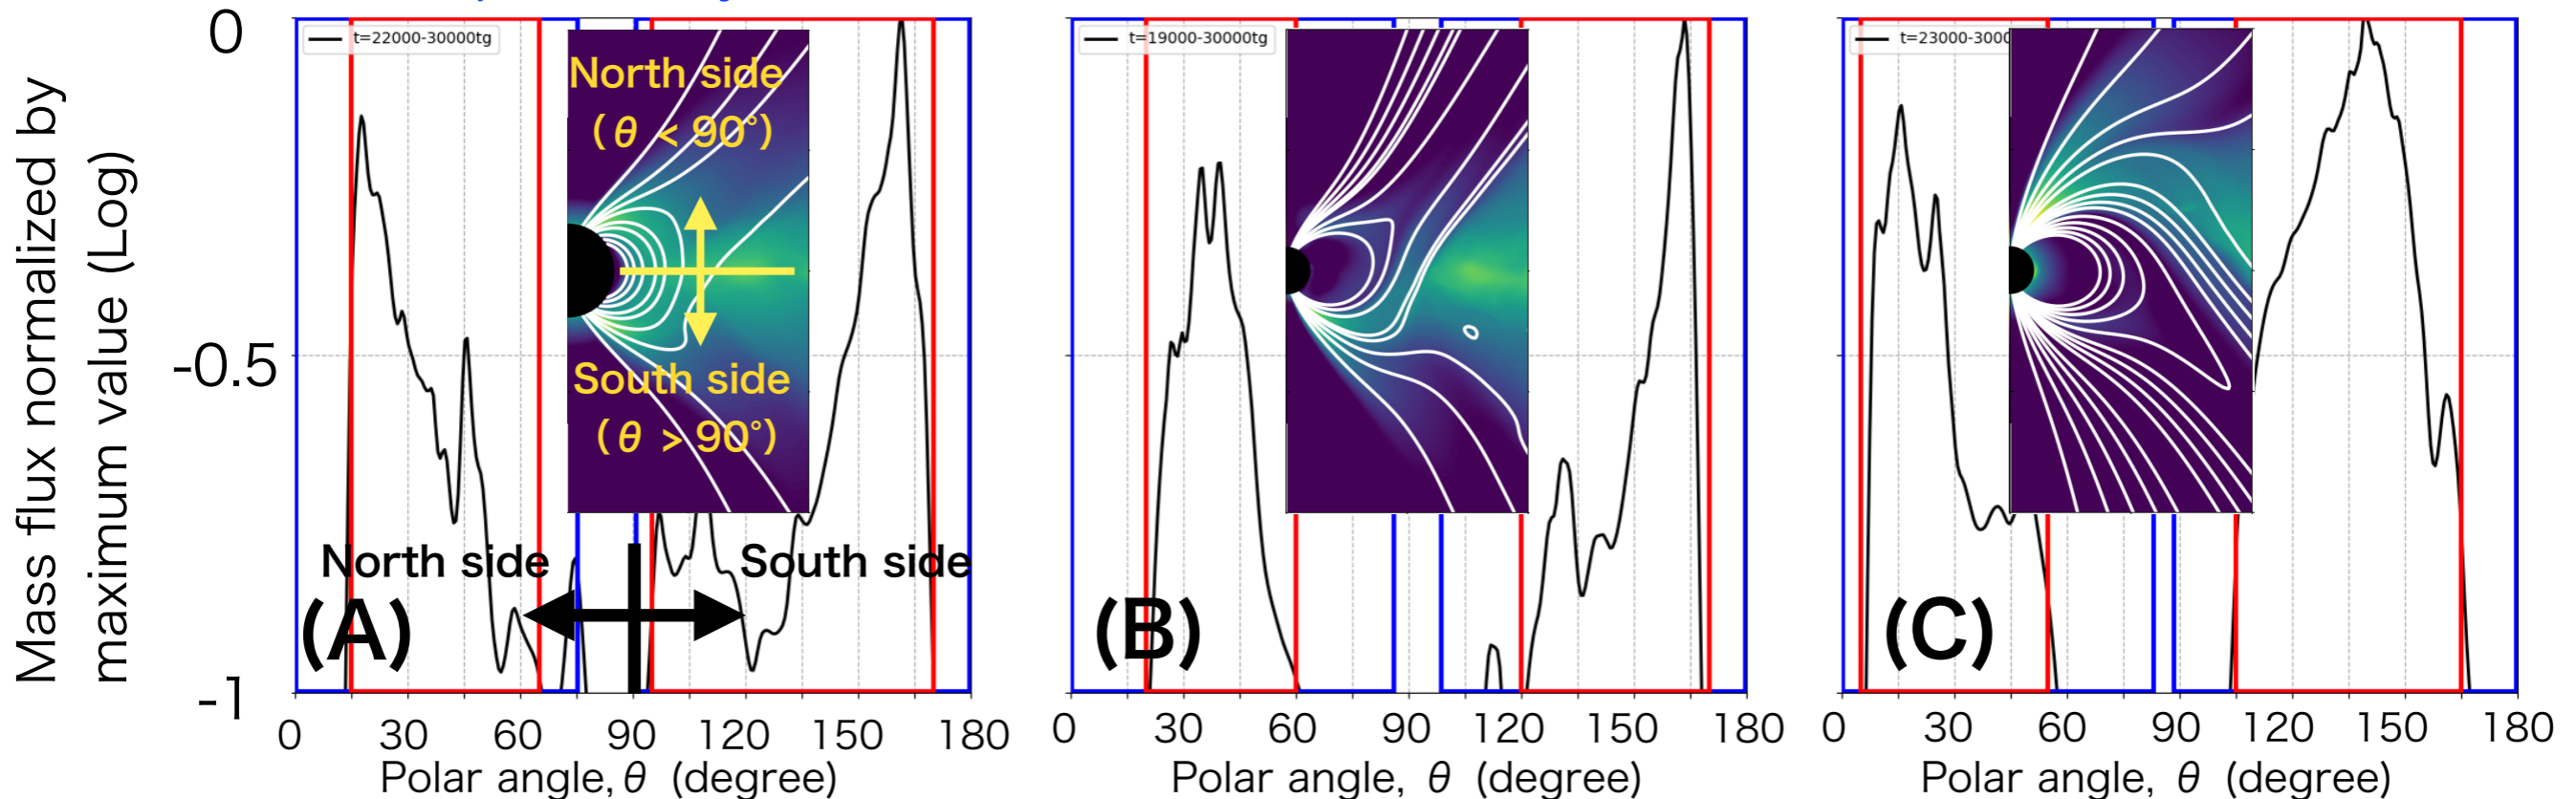 Mass flux normalized by
maximum value (Log)
0
-0.5
-1
t=22000-30000tg
North side
(θ < 90°)
South side
(θ > 90°)
North side
South side
(A)
0 30 60 90 120 150 180
Polar angle, θ (degree)
t=19000-30000tg
(B)
0 30 60 90 120 150 180
Polar angle, θ (degree)
t=23000-3000
(C)
0 30 60 90 120 150 180
Polar angle, θ (degree)